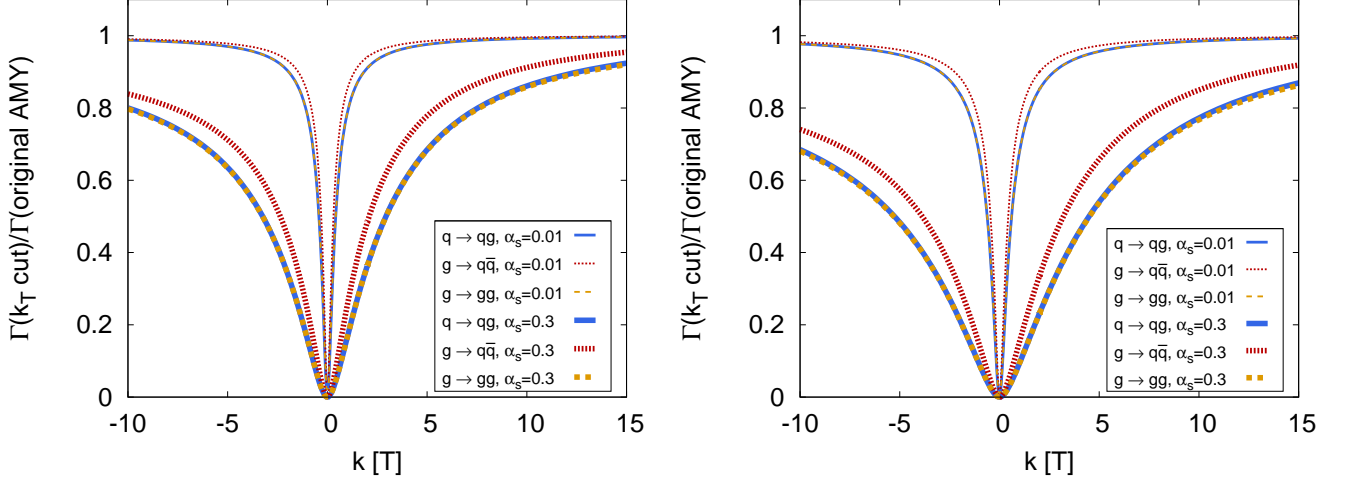 Γ(k_T cut)/Γ(original AMY)
1
0.8
0.6
0.4
0.2
0
-10
-5
0
5
10
15
k [T]
q → qg, α_s=0.01
g → qq̅, α_s=0.01
g → gg, α_s=0.01
q → qg, α_s=0.3
g → qq̅, α_s=0.3
g → gg, α_s=0.3
Γ(k_T cut)/Γ(original AMY)
1
0.8
0.6
0.4
0.2
0
-10
-5
0
5
10
15
k [T]
q → qg, α_s=0.01
g → qq̅, α_s=0.01
g → gg, α_s=0.01
q → qg, α_s=0.3
g → qq̅, α_s=0.3
g → gg, α_s=0.3